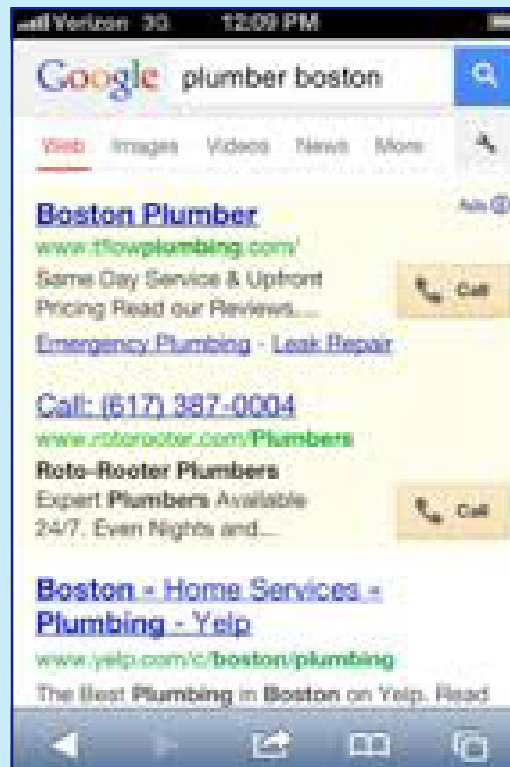 Verizon 3G 12:09 PM
Google plumber boston
Web Images Videos News More
Boston Plumber Ads
www.tflowplumbing.com/
Same Day Service & Upfront
Pricing Read our Reviews....
Call
Emergency Plumbing - Leak Repair
Call: (617) 387-0004
www.rotorooter.com/Plumbers
Roto-Rooter Plumbers
Expert Plumbers Available
24/7. Even Nights and...
Call
Boston » Home Services »
Plumbing - Yelp
www.yelp.com/c/boston/plumbing
The Best Plumbing in Boston on Yelp. Read